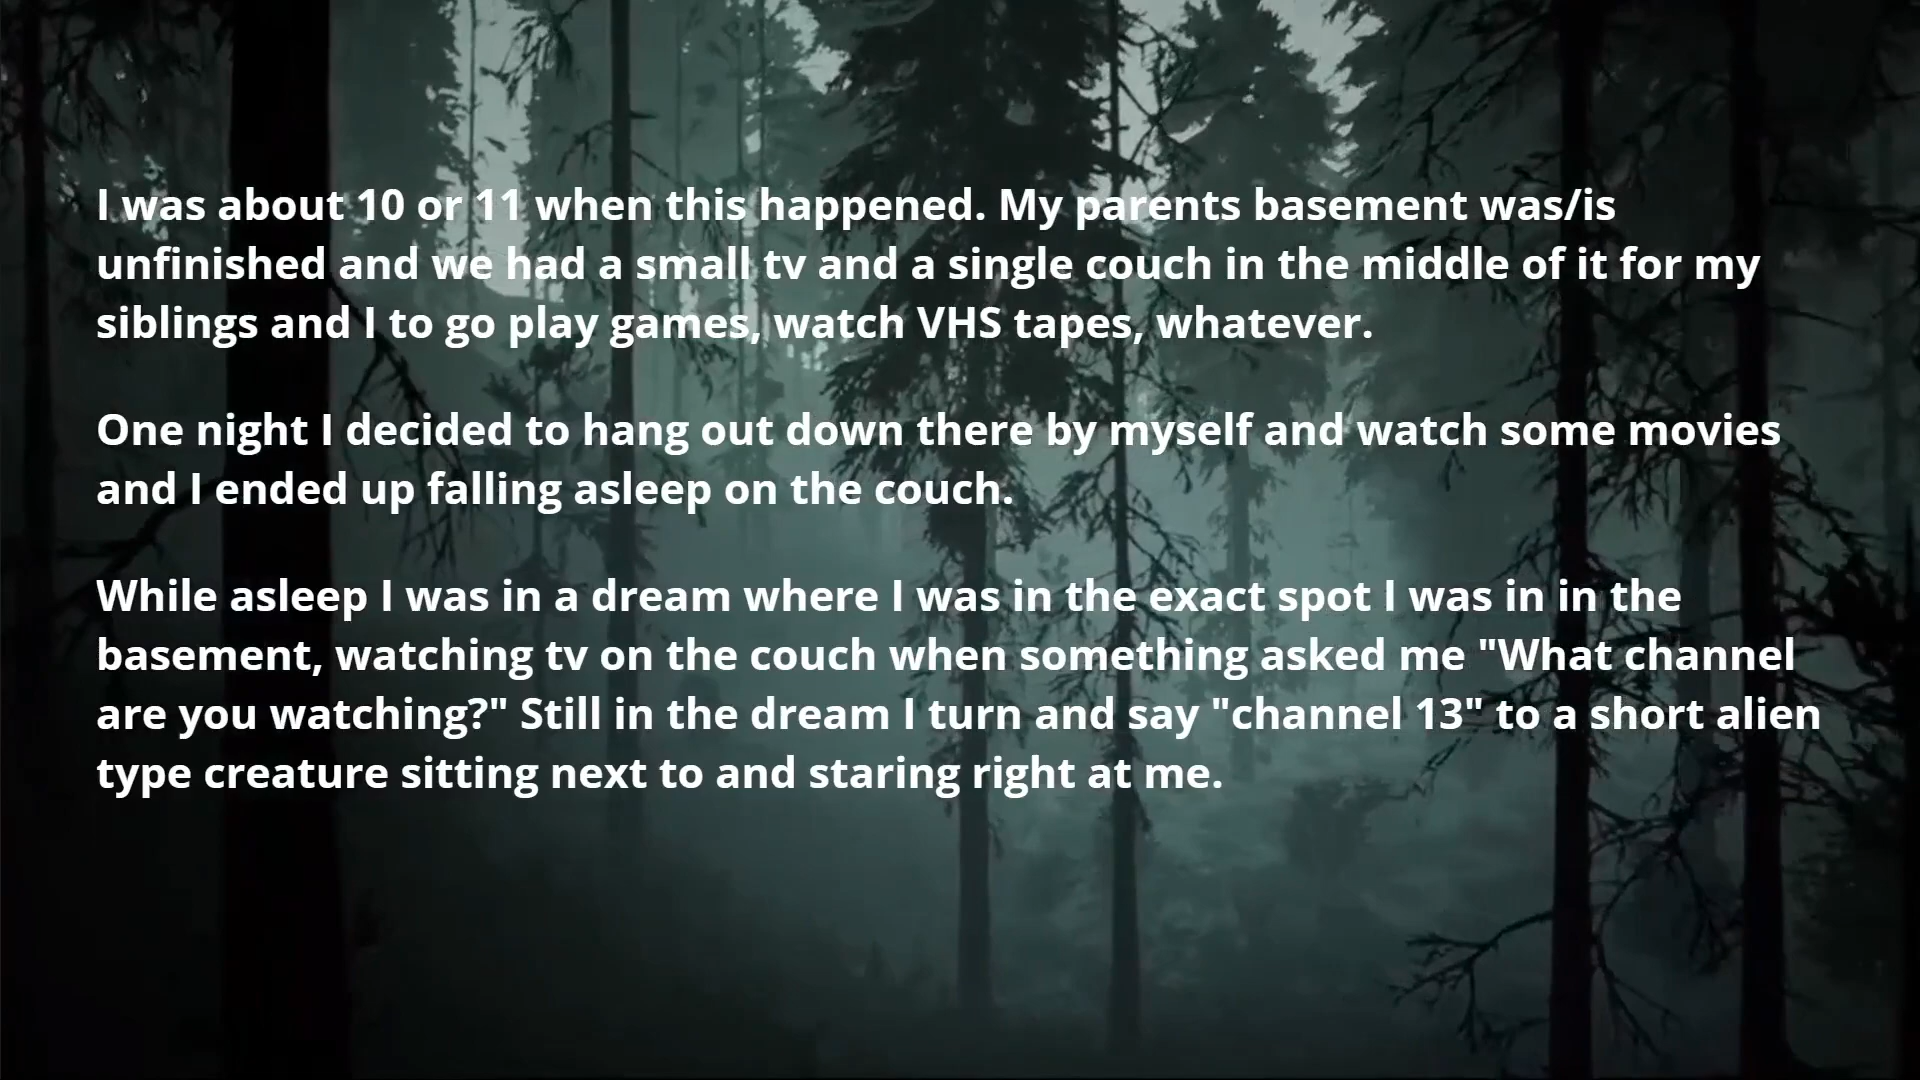 I was about 10 or 11 when this happened. My parents basement was/is
unfinished and we had a small tv and a single couch in the middle of it for my
siblings and I to go play games, watch VHS tapes, whatever.
One night I decided to hang out down there by myself and watch some movies
and I ended up falling asleep on the couch.
While asleep I was in a dream where I was in the exact spot I was in in the
basement, watching tv on the couch when something asked me "What channel
are you watching?" Still in the dream I turn and say "channel 13" to a short alien
type creature sitting next to and staring right at me.